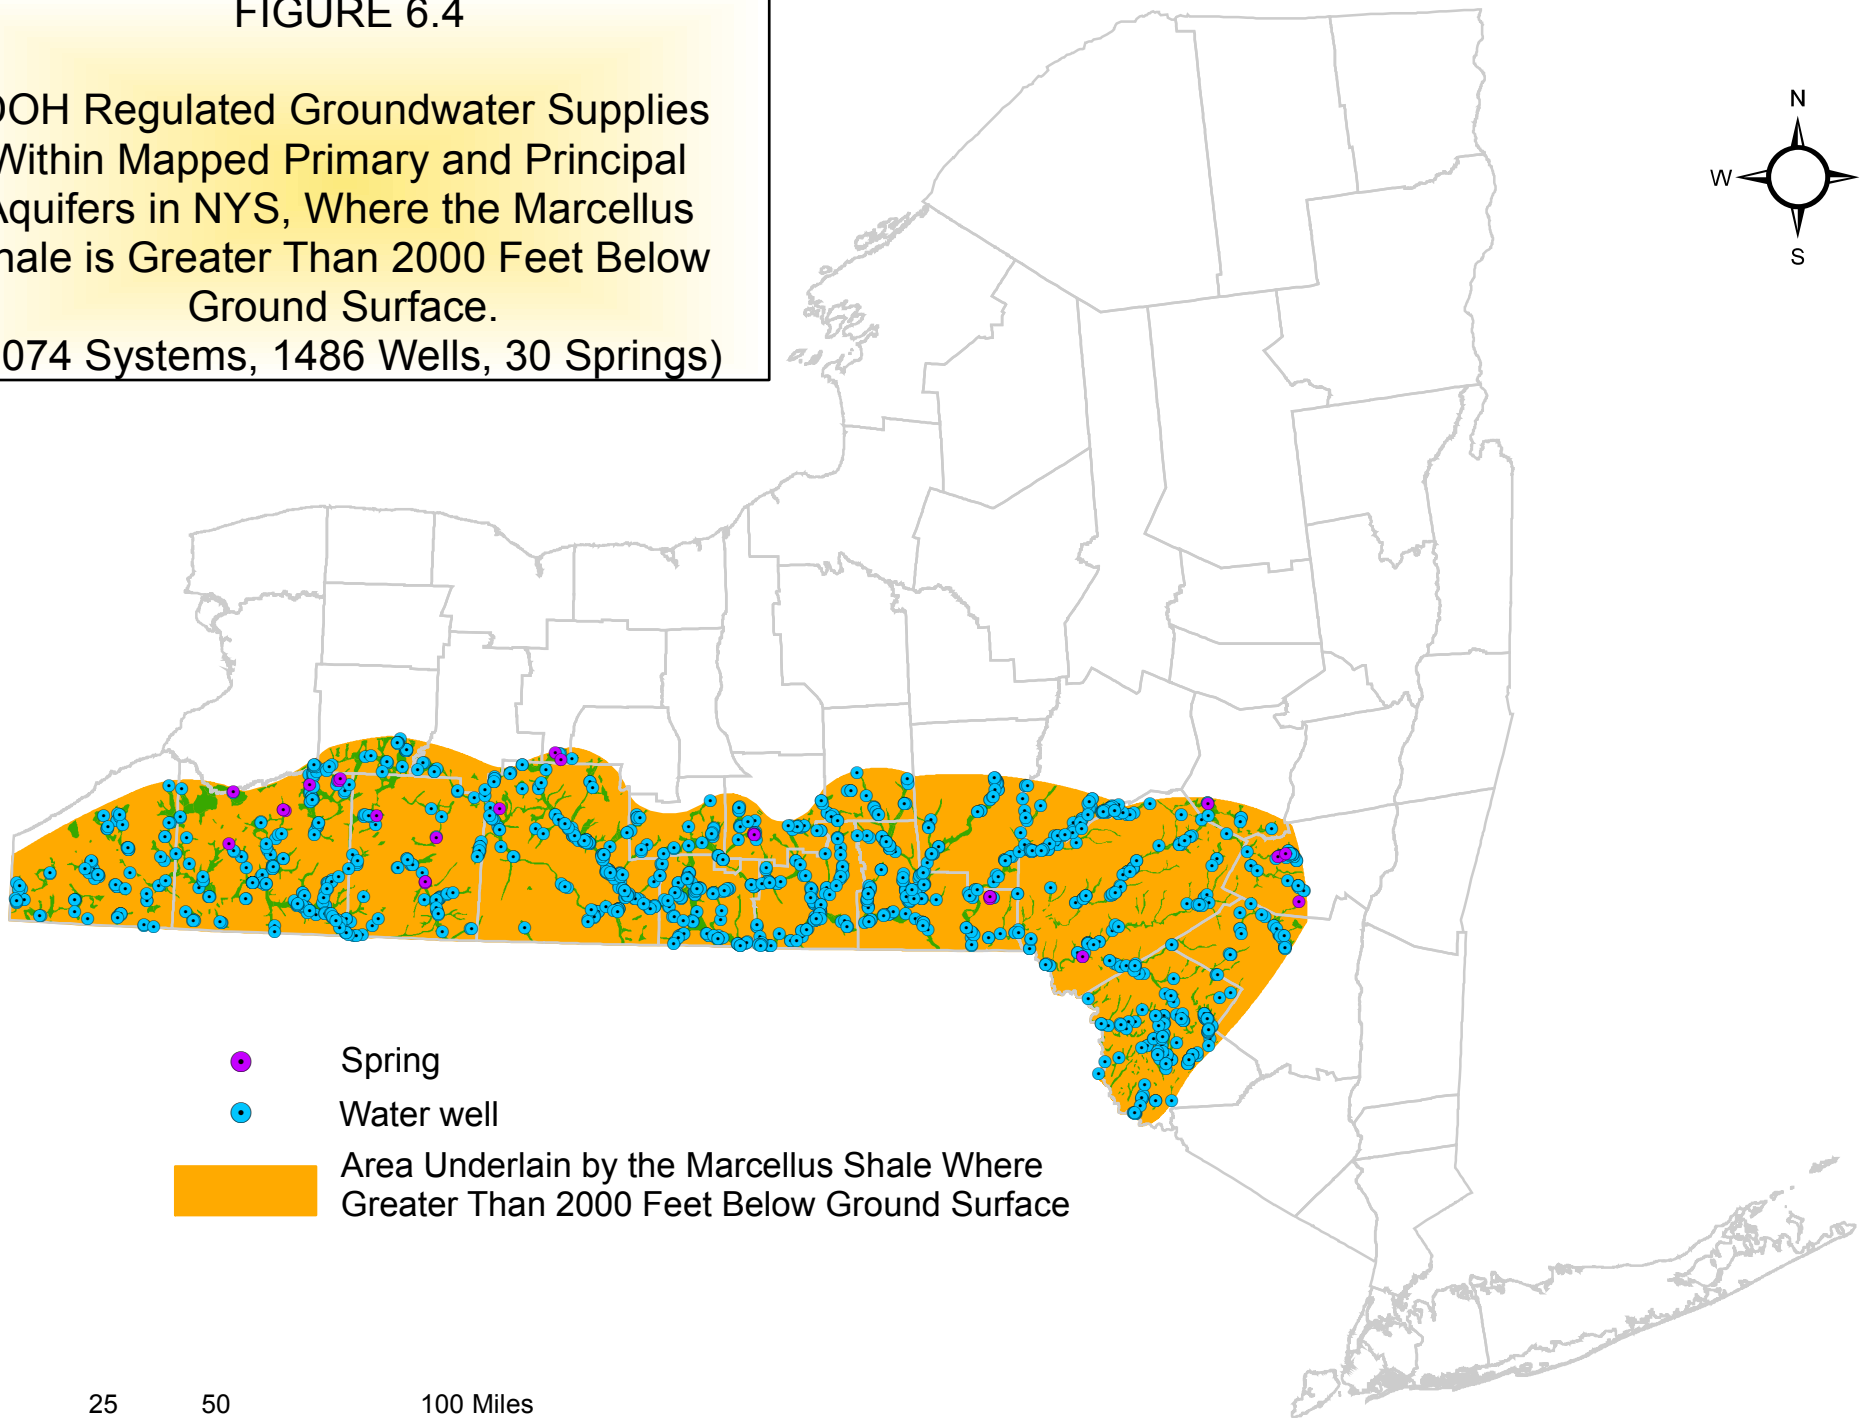 FIGURE 6.4
OOH Regulated Groundwater Supplies
Within Mapped Primary and Principal
Aquifers in NYS, Where the Marcellus
hale is Greater Than 2000 Feet Below
Ground Surface.
074 Systems, 1486 Wells, 30 Springs)
N
W
S
Spring
Water well
Area Underlain by the Marcellus Shale Where
Greater Than 2000 Feet Below Ground Surface
25 50 100 Miles